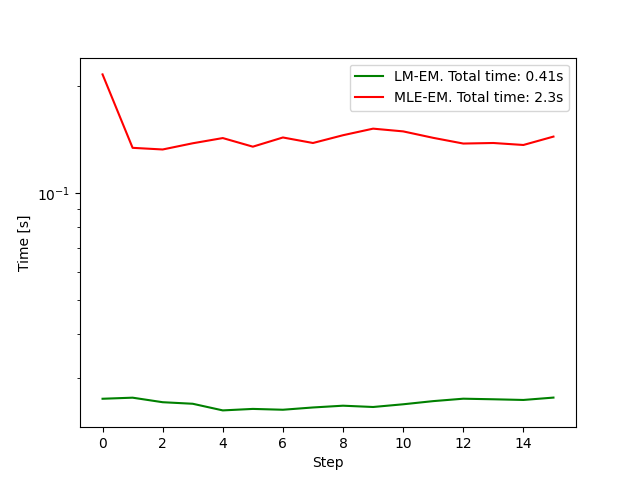 LM-EM. Total time: 0.41s
MLE-EM. Total time: 2.3s
10⁻¹
Time [s]
0 2 4 6 8 10 12 14
Step